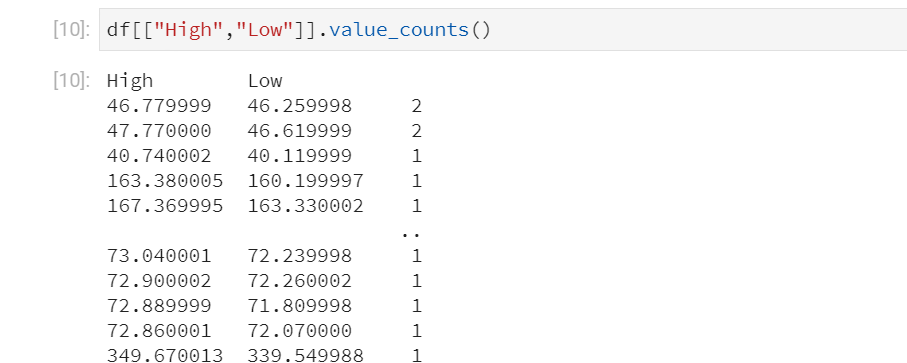 [10]: df[["High","Low"]].value_counts()
[10]: High Low
46.779999 46.259998 2
47.770000 46.619999 2
40.740002 40.119999 1
163.380005 160.199997 1
167.369995 163.330002 1
..
73.040001 72.239998 1
72.900002 72.260002 1
72.889999 71.809998 1
72.860001 72.070000 1
349.670013 339.549988 1